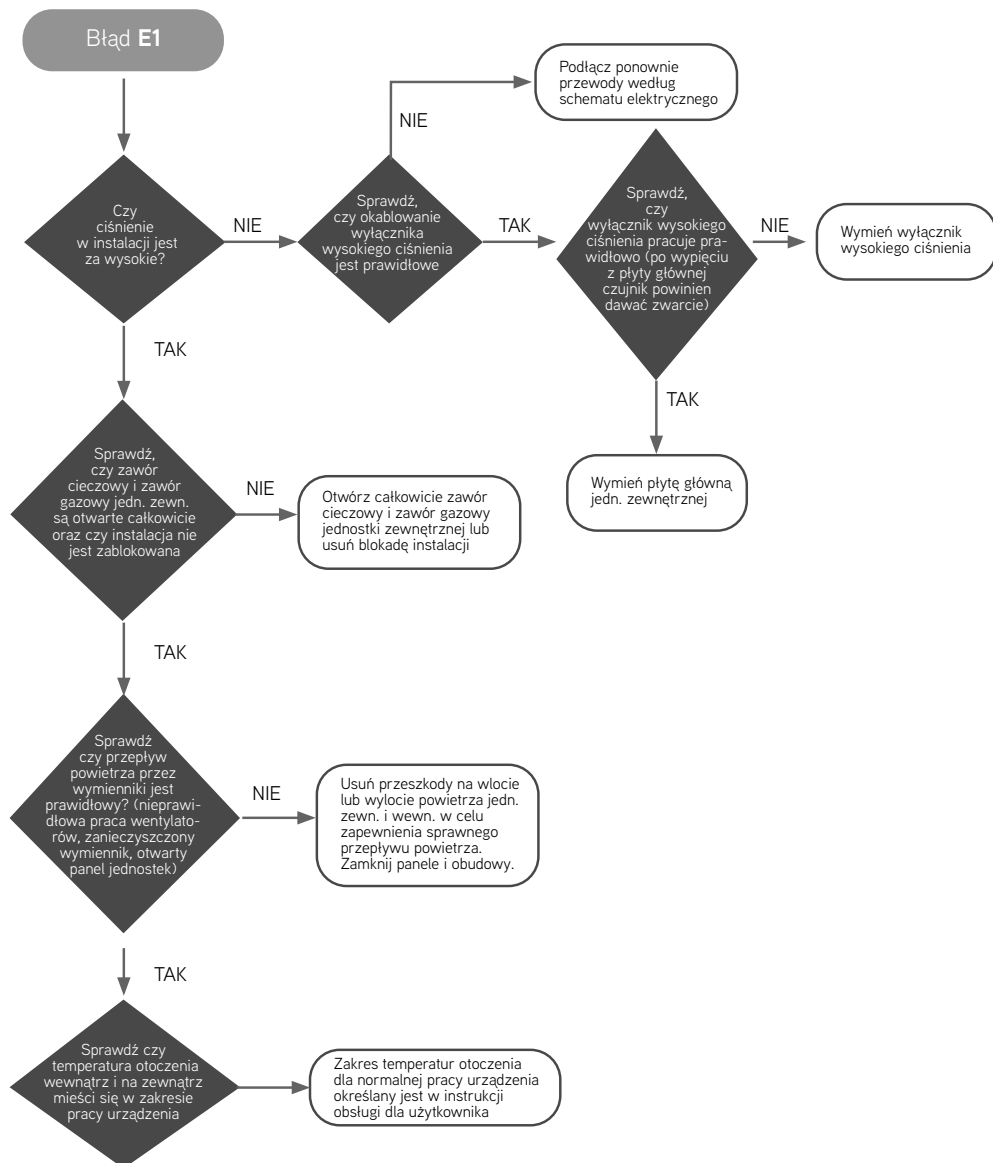 Błąd E1
Podłącz ponownie
przewody według
schematu elektrycznego
NIE
Czy
ciśnienie
w instalacji jest
za wysokie?
NIE
Sprawdź,
czy okablowanie
wyłącznika
wysokiego ciśnienia
jest prawidłowe
TAK
Sprawdź,
czy
wyłącznik wysokiego
ciśnienia pracuje pra-
widłowo (po wypięciu
z płyty głównej
czujnik powinien
dawać zwarcie)
NIE
Wymień wyłącznik
wysokiego ciśnienia
TAK
TAK
Wymień płytę główną
jedn. zewnętrznej
Sprawdź,
czy zawór
cieczowy i zawór
gazowy jedn. zewn.
są otwarte całkowicie
oraz czy instalacja nie
jest zablokowana
NIE
Otwórz całkowicie zawór
cieczowy i zawór gazowy
jednostki zewnętrznej lub
usuń blokadę instalacji
TAK
Sprawdź
czy przepływ
powietrza przez
wymienniki jest
prawidłowy? (nieprawi-
dłowa praca wentylato-
rów, zanieczyszczony
wymiennik, otwarty
panel jednostek)
NIE
Usuń przeszkody na wlocie
lub wylocie powietrza jedn.
zewn. i wewn. w celu
zapewnienia sprawnego
przepływu powietrza.
Zamknij panele i obudowy.
TAK
Sprawdź czy
temperatura otoczenia
wewnątrz i na zewnątrz
mieści się w zakresie
pracy urządzenia
Zakres temperatur otoczenia
dla normalnej pracy urządzenia
określany jest w instrukcji
obsługi dla użytkownika